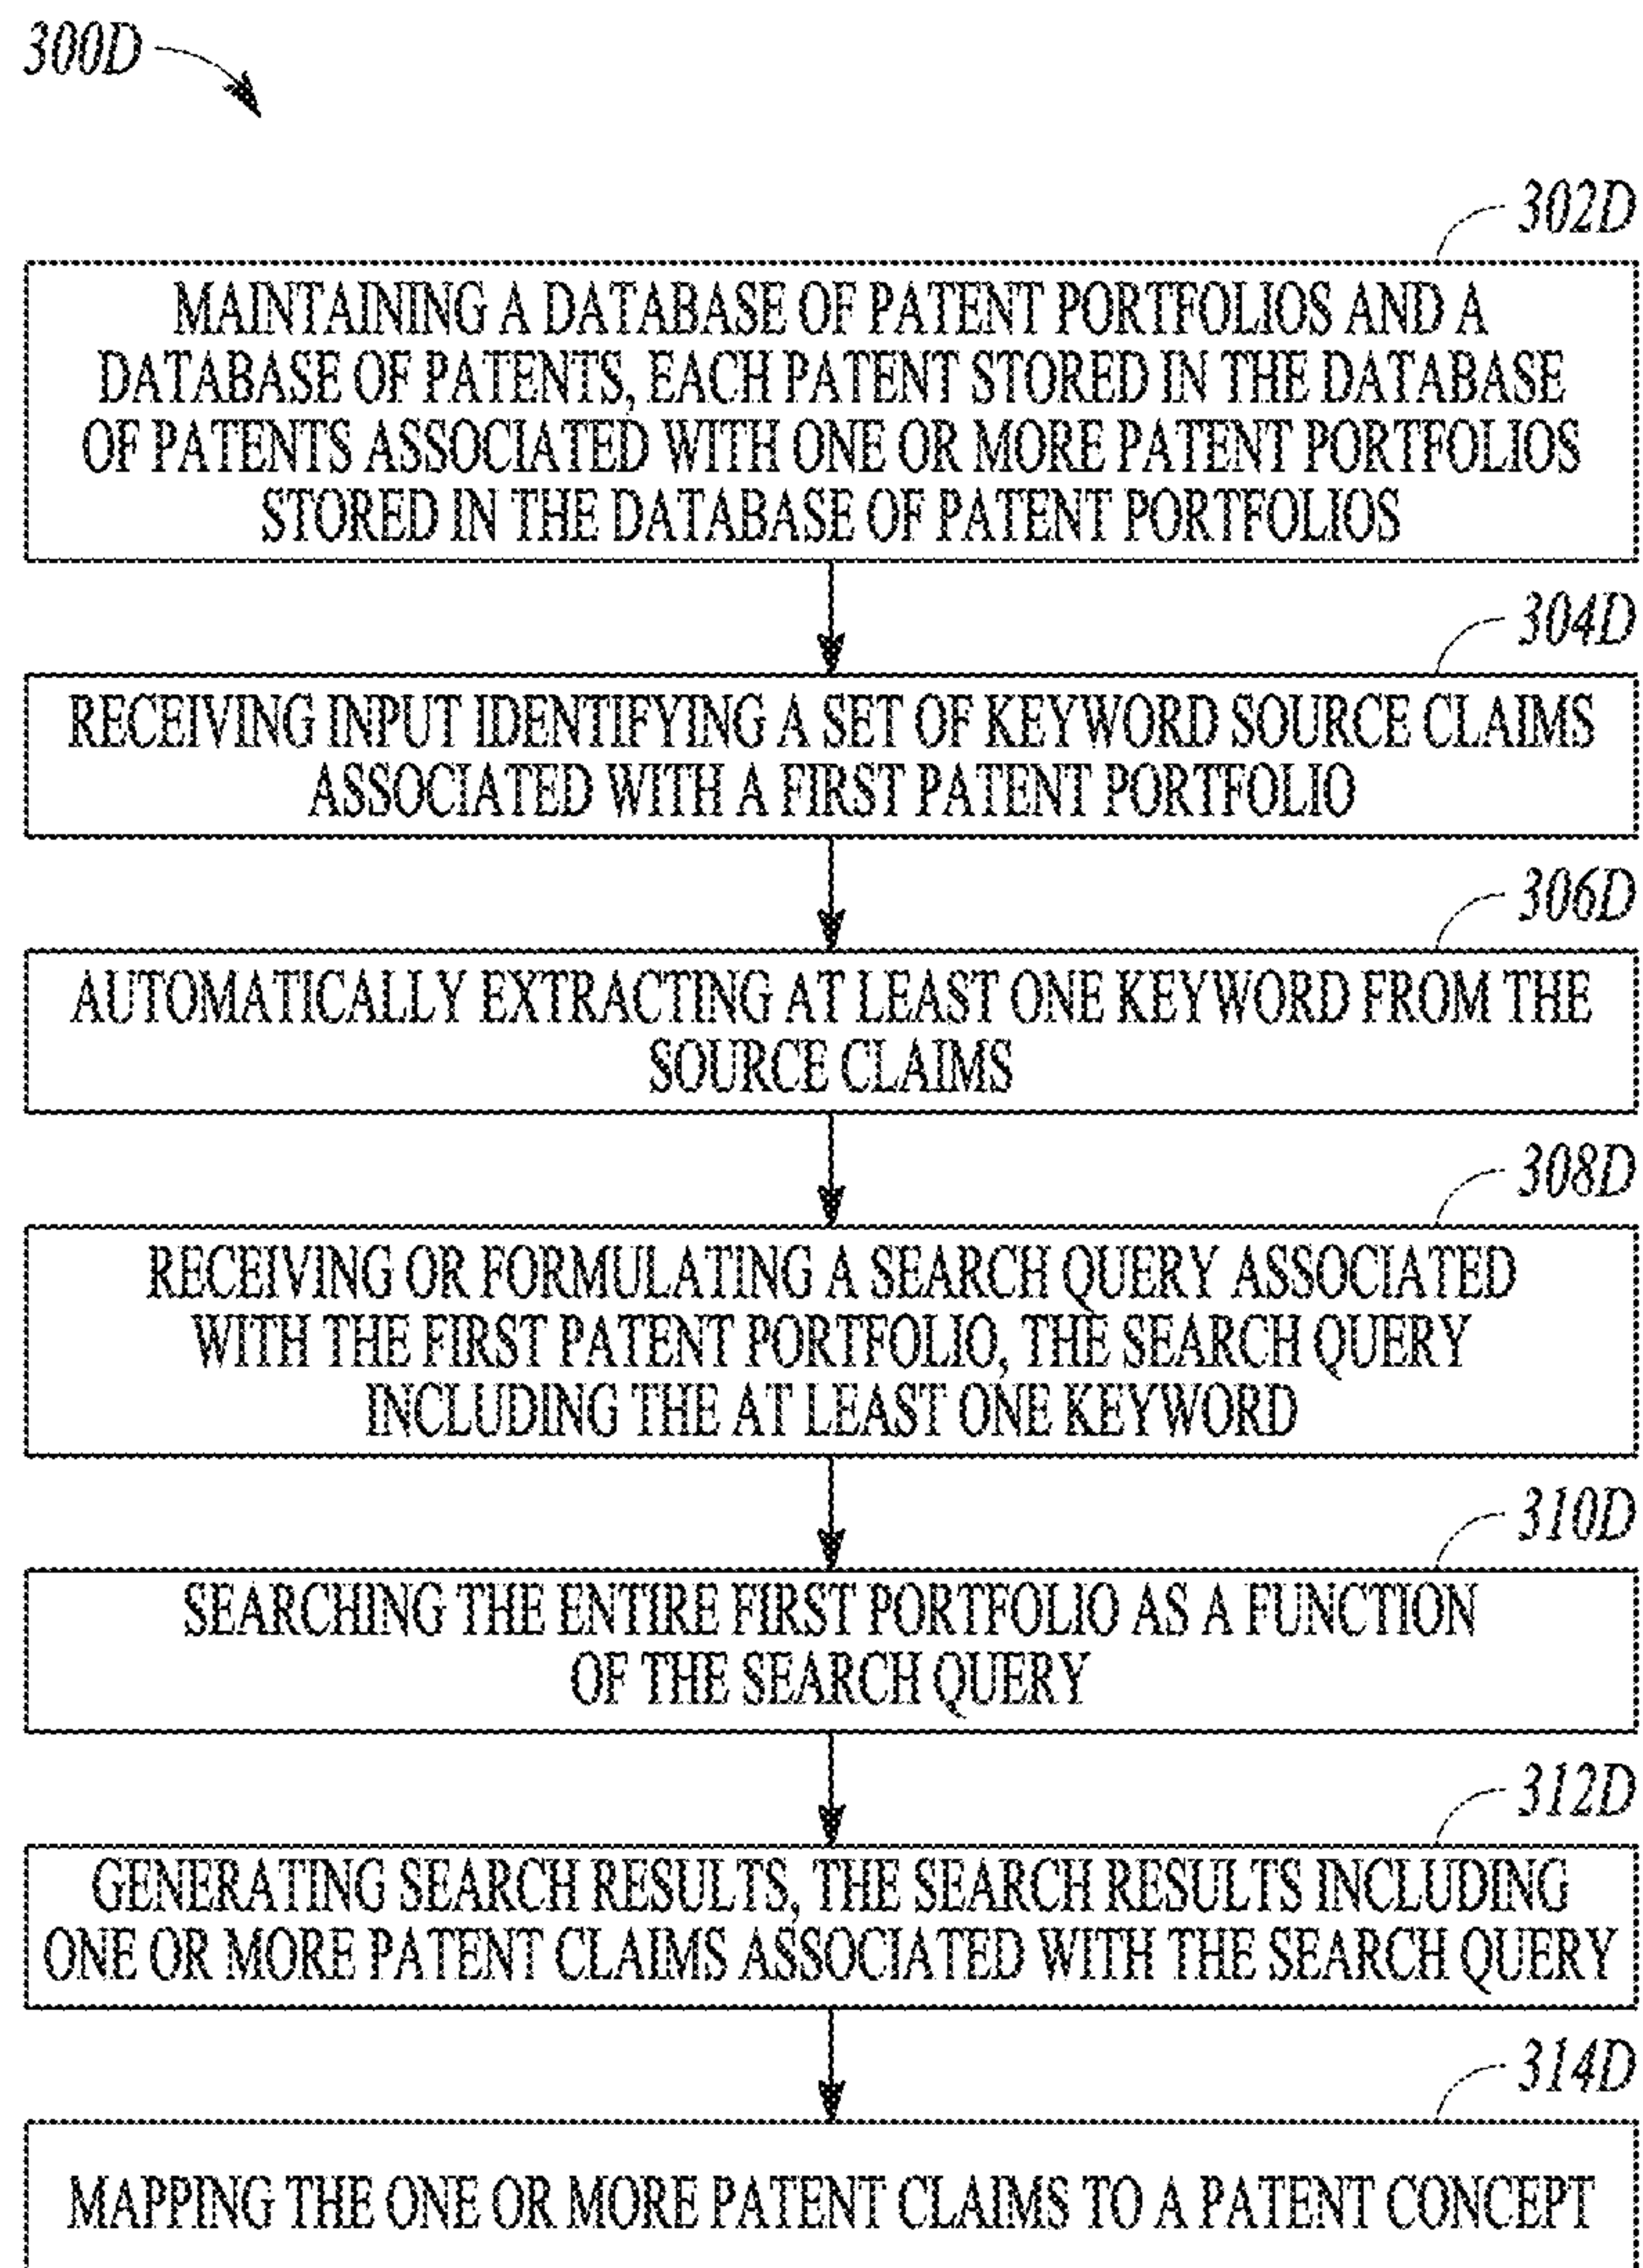 300D
302D
MAINTAINING A DATABASE OF PATENT PORTFOLIOS AND A
DATABASE OF PATENTS, EACH PATENT STORED IN THE DATABASE
OF PATENTS ASSOCIATED WITH ONE OR MORE PATENT PORTFOLIOS
STORED IN THE DATABASE OF PATENT PORTFOLIOS
304D
RECEIVING INPUT IDENTIFYING A SET OF KEYWORD SOURCE CLAIMS
ASSOCIATED WITH A FIRST PATENT PORTFOLIO
306D
AUTOMATICALLY EXTRACTING AT LEAST ONE KEYWORD FROM THE
SOURCE CLAIMS
308D
RECEIVING OR FORMULATING A SEARCH QUERY ASSOCIATED
WITH THE FIRST PATENT PORTFOLIO, THE SEARCH QUERY
INCLUDING THE AT LEAST ONE KEYWORD
310D
SEARCHING THE ENTIRE FIRST PORTFOLIO AS A FUNCTION
OF THE SEARCH QUERY
312D
GENERATING SEARCH RESULTS, THE SEARCH RESULTS INCLUDING
ONE OR MORE PATENT CLAIMS ASSOCIATED WITH THE SEARCH QUERY
314D
MAPPING THE ONE OR MORE PATENT CLAIMS TO A PATENT CONCEPT